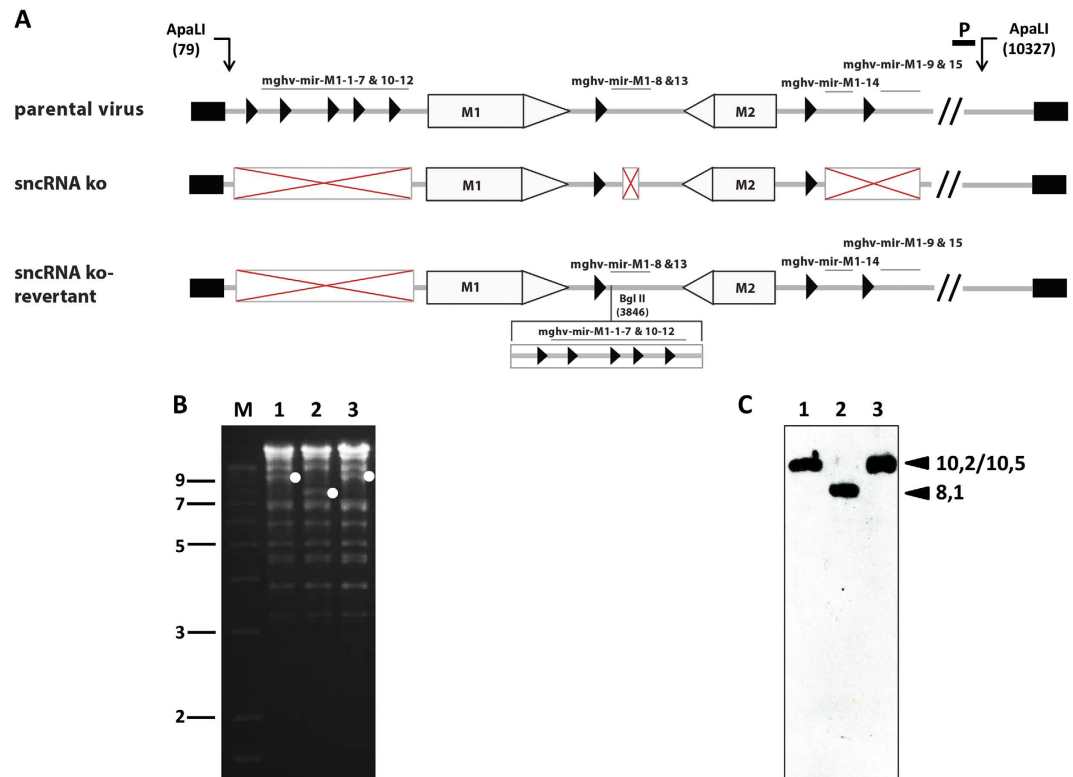 A
ApaLI
(79)
P
ApaLI
(10327)
mghv-mir-M1-9 & 15
mghv-mir-M1-1-7 & 10-12
mghv-mir-M1-8 &13
mghv-mir-M1-14
parental virus
M1
M2
sncRNA ko
M1
M2
mghv-mir-M1-9 & 15
mghv-mir-M1-8 &13
mghv-mir-M1-14
sncRNA ko-
revertant
M1
M2
Bgl II
(3846)
mghv-mir-M1-1-7 & 10-12
B
M 1 2 3
9
7
5
3
2
C
1 2 3
10,2/10,5
8,1